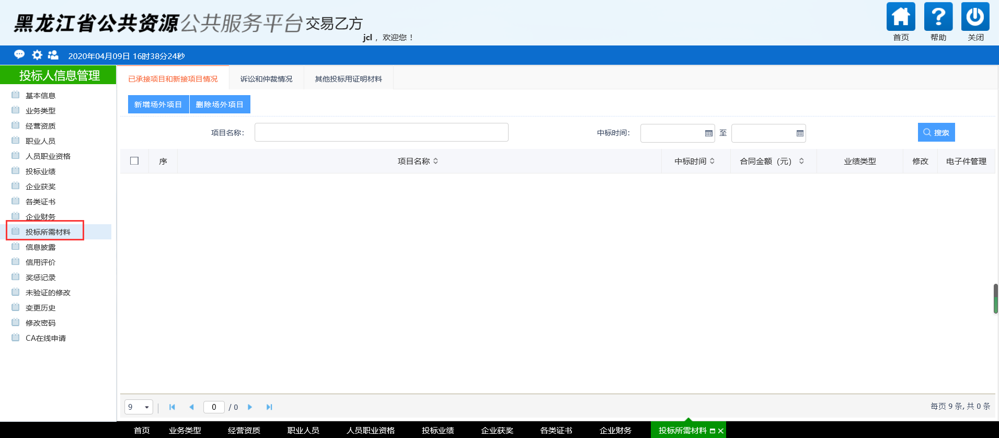 黑龙江省公共资源公共服务平台交易乙方
jcl ，欢迎您！
首页 帮助 关闭
2020年04月09日 16时38分24秒
投标人信息管理
基本信息
业务类型
经营资质
职业人员
人员职业资格
投标业绩
企业获奖
各类证书
企业财务
投标所需材料
信息披露
信用评价
奖惩记录
未验证的修改
变更历史
修改密码
CA在线申请
已承接项目和新接项目情况 诉讼和仲裁情况 其他投标用证明材料
新增场外项目 删除场外项目
项目名称： 中标时间： 至 搜索
序 项目名称 中标时间 合同金额（元） 业绩类型 修改 电子件管理
9 0 / 0 每页 9 条, 共 0 条
首页 业务类型 经营资质 职业人员 人员职业资格 投标业绩 企业获奖 各类证书 企业财务 投标所需材料